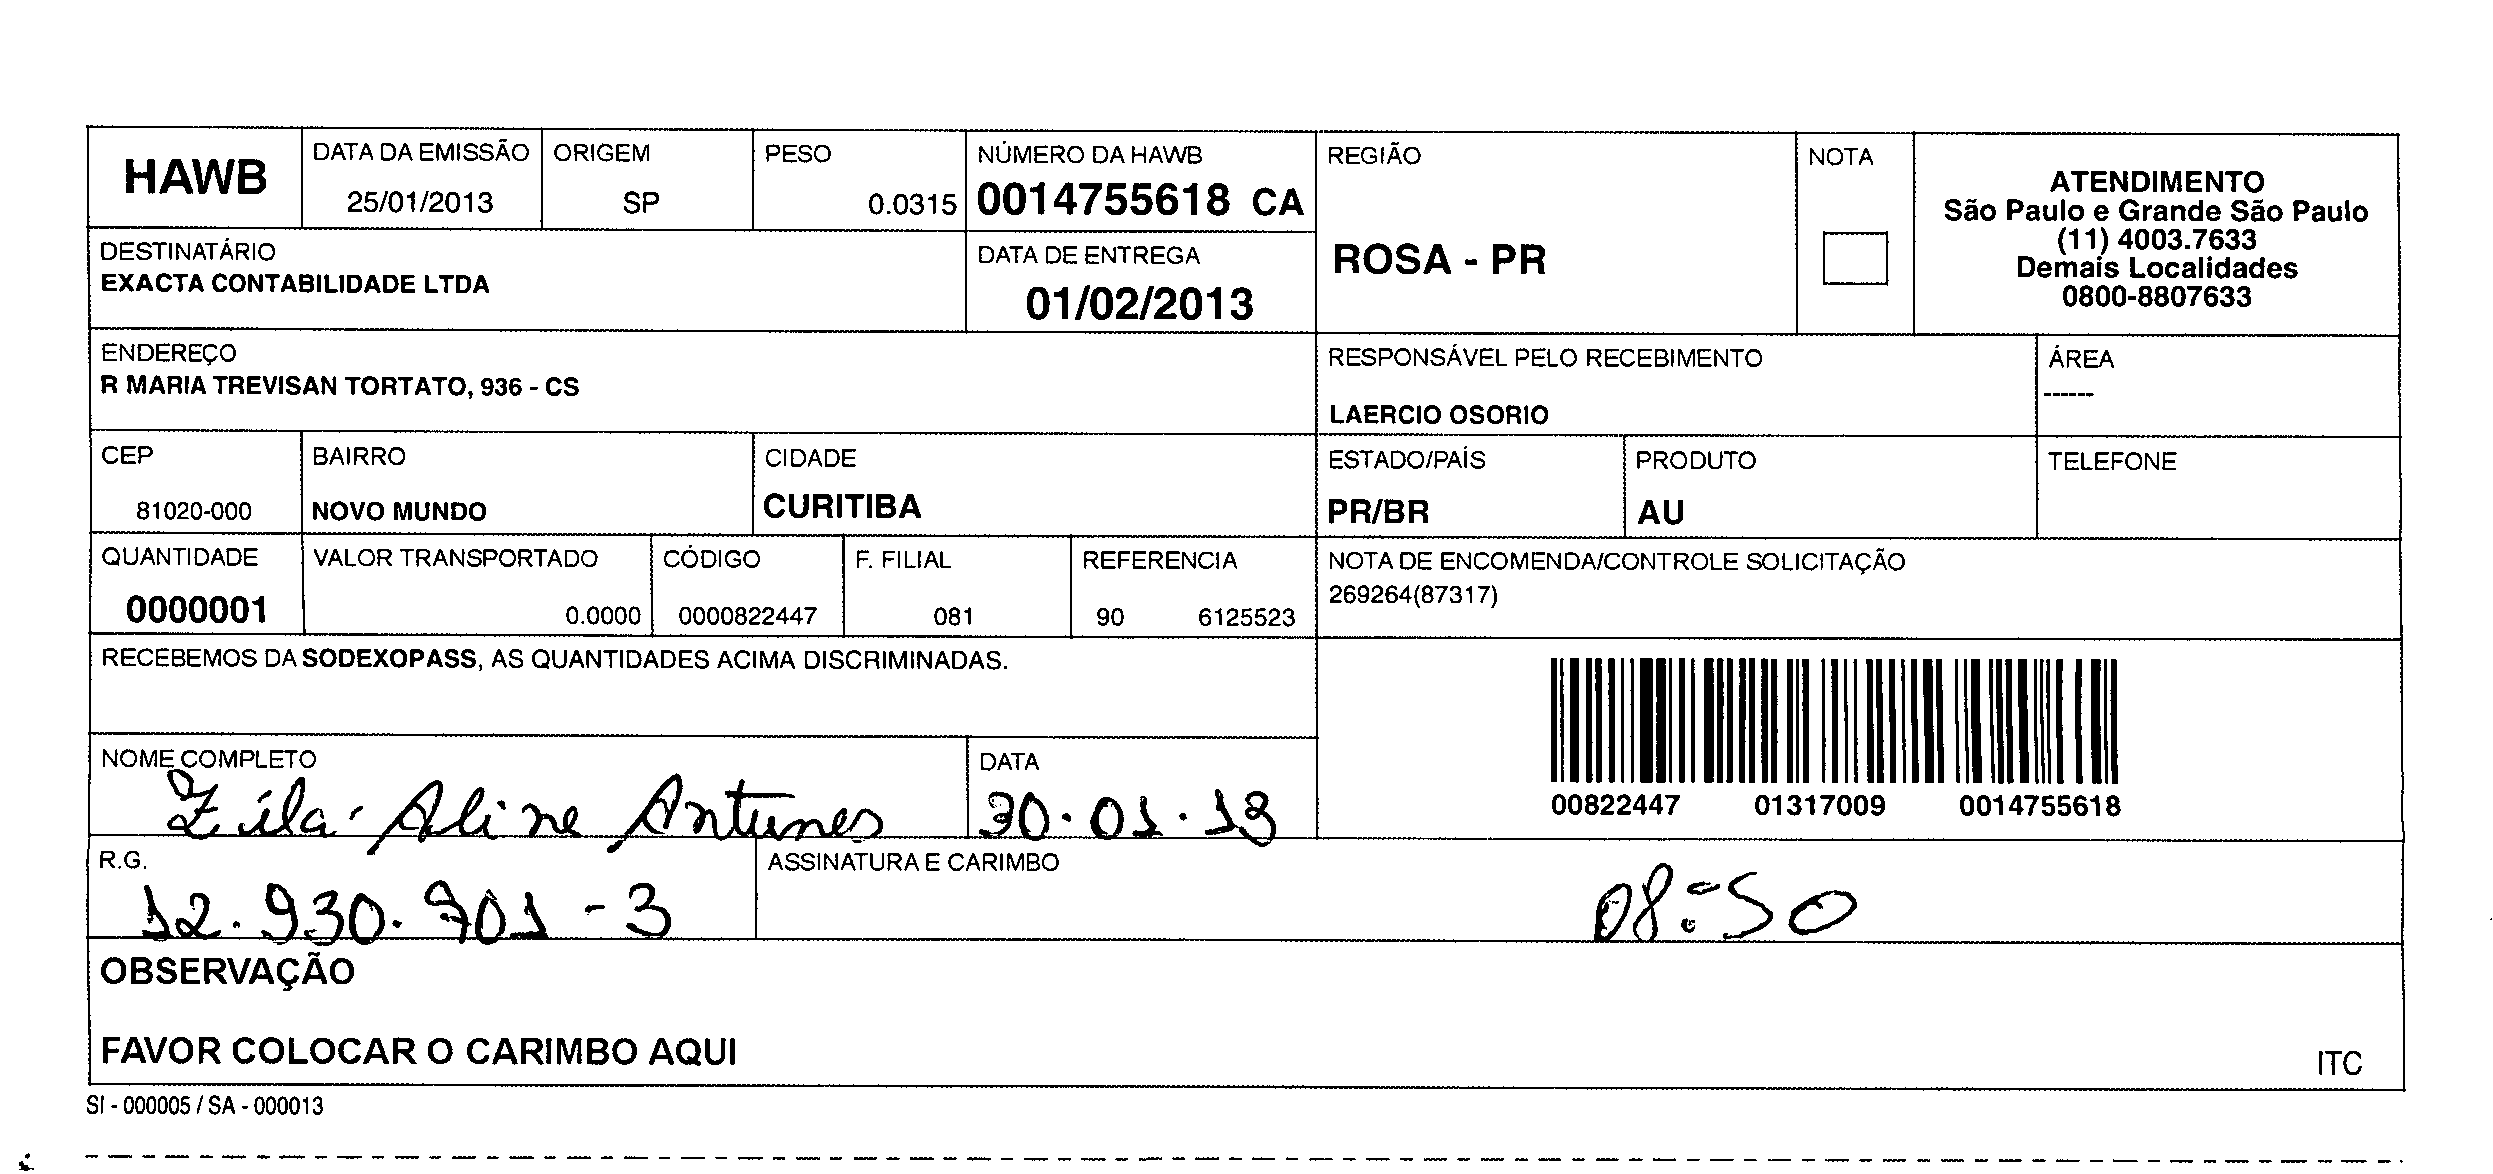 HAWB
DATA DA EMISSÃO
25/01/2013
ORIGEM
SP
PESO
0.0315
NÚMERO DA HAWB
0014755618 CA
REGIÃO
ROSA - PR
NOTA
ATENDIMENTO
São Paulo e Grande São Paulo
(11) 4003.7633
Demais Localidades
0800-8807633
DESTINATÁRIO
EXACTA CONTABILIDADE LTDA
DATA DE ENTREGA
01/02/2013
ENDEREÇO
R MARIA TREVISAN TORTATO, 936 - CS
RESPONSÁVEL PELO RECEBIMENTO
LAERCIO OSORIO
ÁREA
------
CEP
81020-000
BAIRRO
NOVO MUNDO
CIDADE
CURITIBA
ESTADO/PAÍS
PR/BR
PRODUTO
AU
TELEFONE
QUANTIDADE
0000001
VALOR TRANSPORTADO
0.0000
CÓDIGO
0000822447
F. FILIAL
081
REFERENCIA
90 6125523
NOTA DE ENCOMENDA/CONTROLE SOLICITAÇÃO
269264(87317)
RECEBEMOS DA SODEXOPASS, AS QUANTIDADES ACIMA DISCRIMINADAS.
00822447 01317009 0014755618
NOME COMPLETO
Aline Antunes
DATA
30.01.13
R.G.
12.930.701-3
ASSINATURA E CARIMBO
08:50
OBSERVAÇÃO
FAVOR COLOCAR O CARIMBO AQUI
ITC
SI - 000005 / SA - 000013